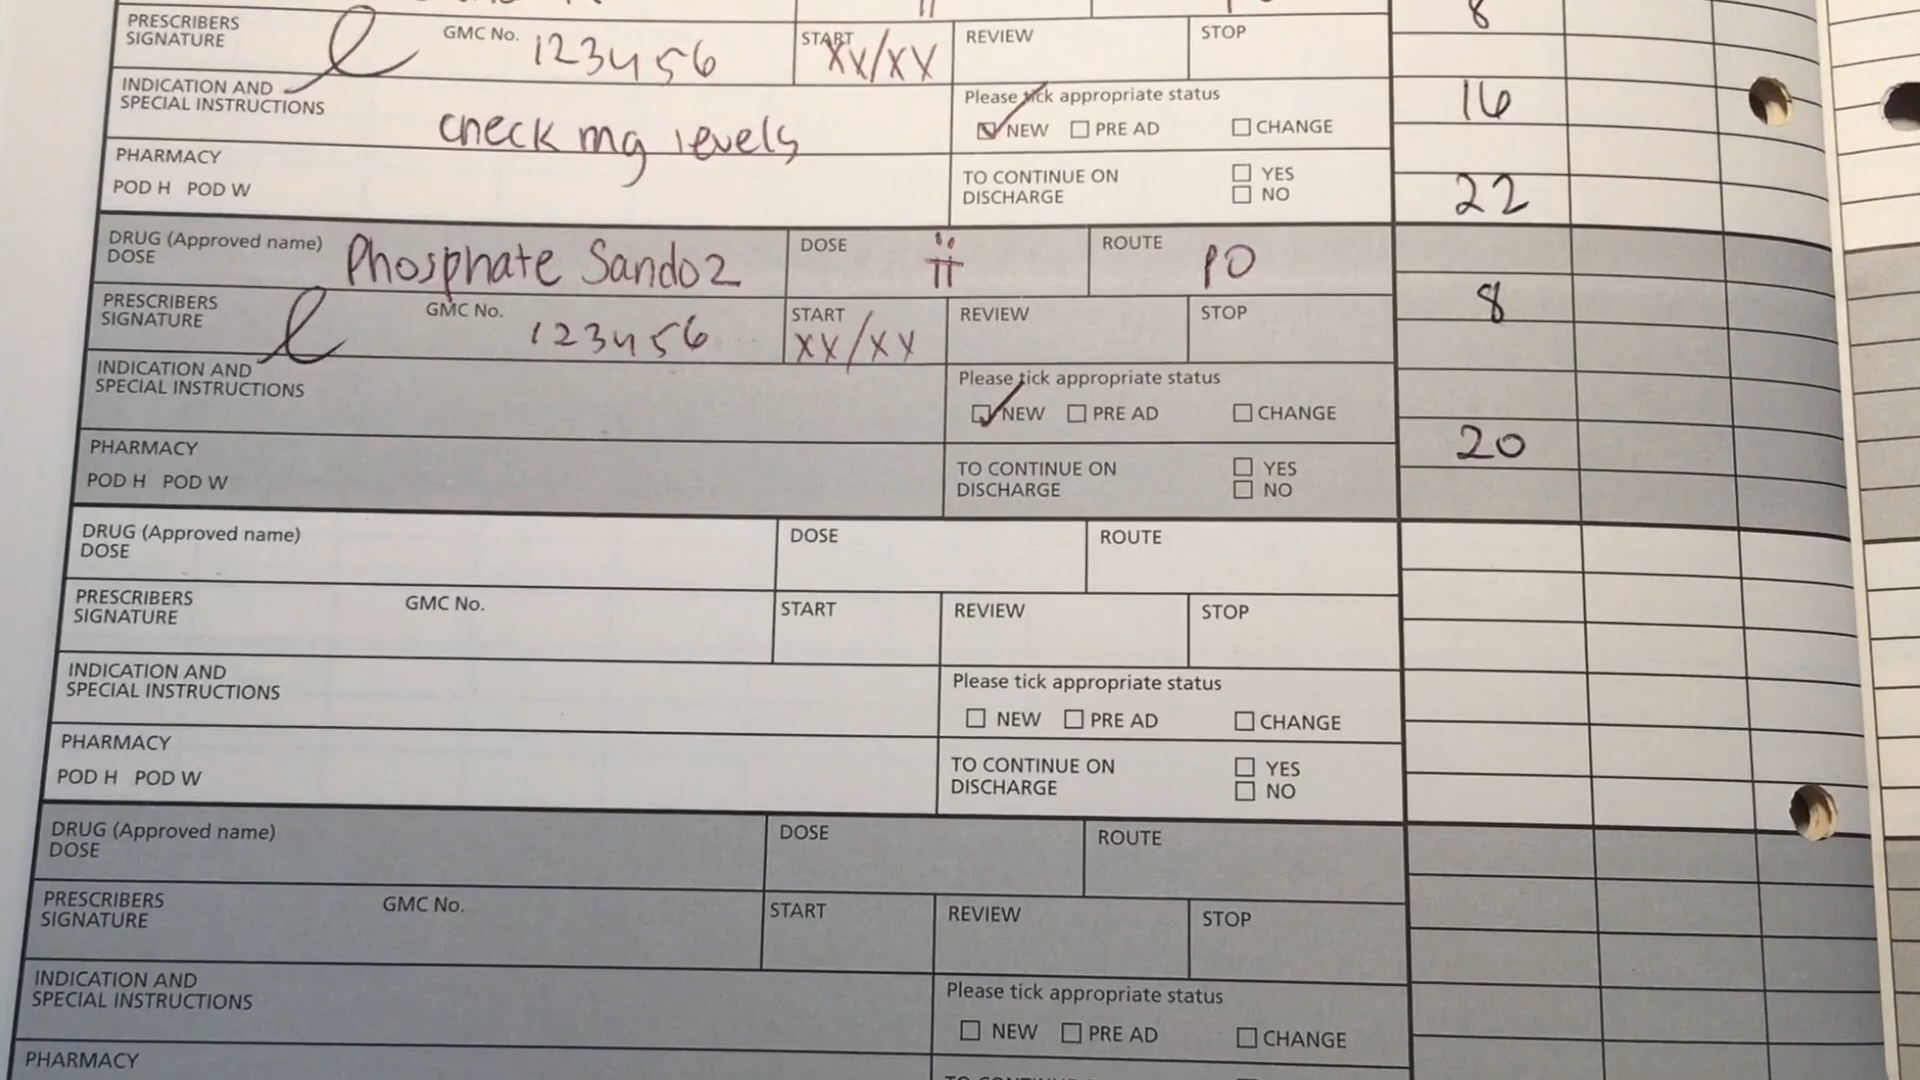 8
PRESCRIBERS SIGNATURE GMC No. 123456 START XX/XX REVIEW STOP
INDICATION AND SPECIAL INSTRUCTIONS check mg levels
Please tick appropriate status
NEW PRE AD CHANGE
16
PHARMACY
POD H POD W
TO CONTINUE ON DISCHARGE YES NO
22
DRUG (Approved name) DOSE Phosphate Sandoz DOSE ii ROUTE PO
PRESCRIBERS SIGNATURE GMC No. 123456 START XX/XX REVIEW STOP
8
INDICATION AND SPECIAL INSTRUCTIONS
Please tick appropriate status
NEW PRE AD CHANGE
20
PHARMACY
POD H POD W
TO CONTINUE ON DISCHARGE YES NO
DRUG (Approved name) DOSE DOSE ROUTE
PRESCRIBERS SIGNATURE GMC No. START REVIEW STOP
INDICATION AND SPECIAL INSTRUCTIONS
Please tick appropriate status
NEW PRE AD CHANGE
PHARMACY
POD H POD W
TO CONTINUE ON DISCHARGE YES NO
DRUG (Approved name) DOSE DOSE ROUTE
PRESCRIBERS SIGNATURE GMC No. START REVIEW STOP
INDICATION AND SPECIAL INSTRUCTIONS
Please tick appropriate status
NEW PRE AD CHANGE
PHARMACY